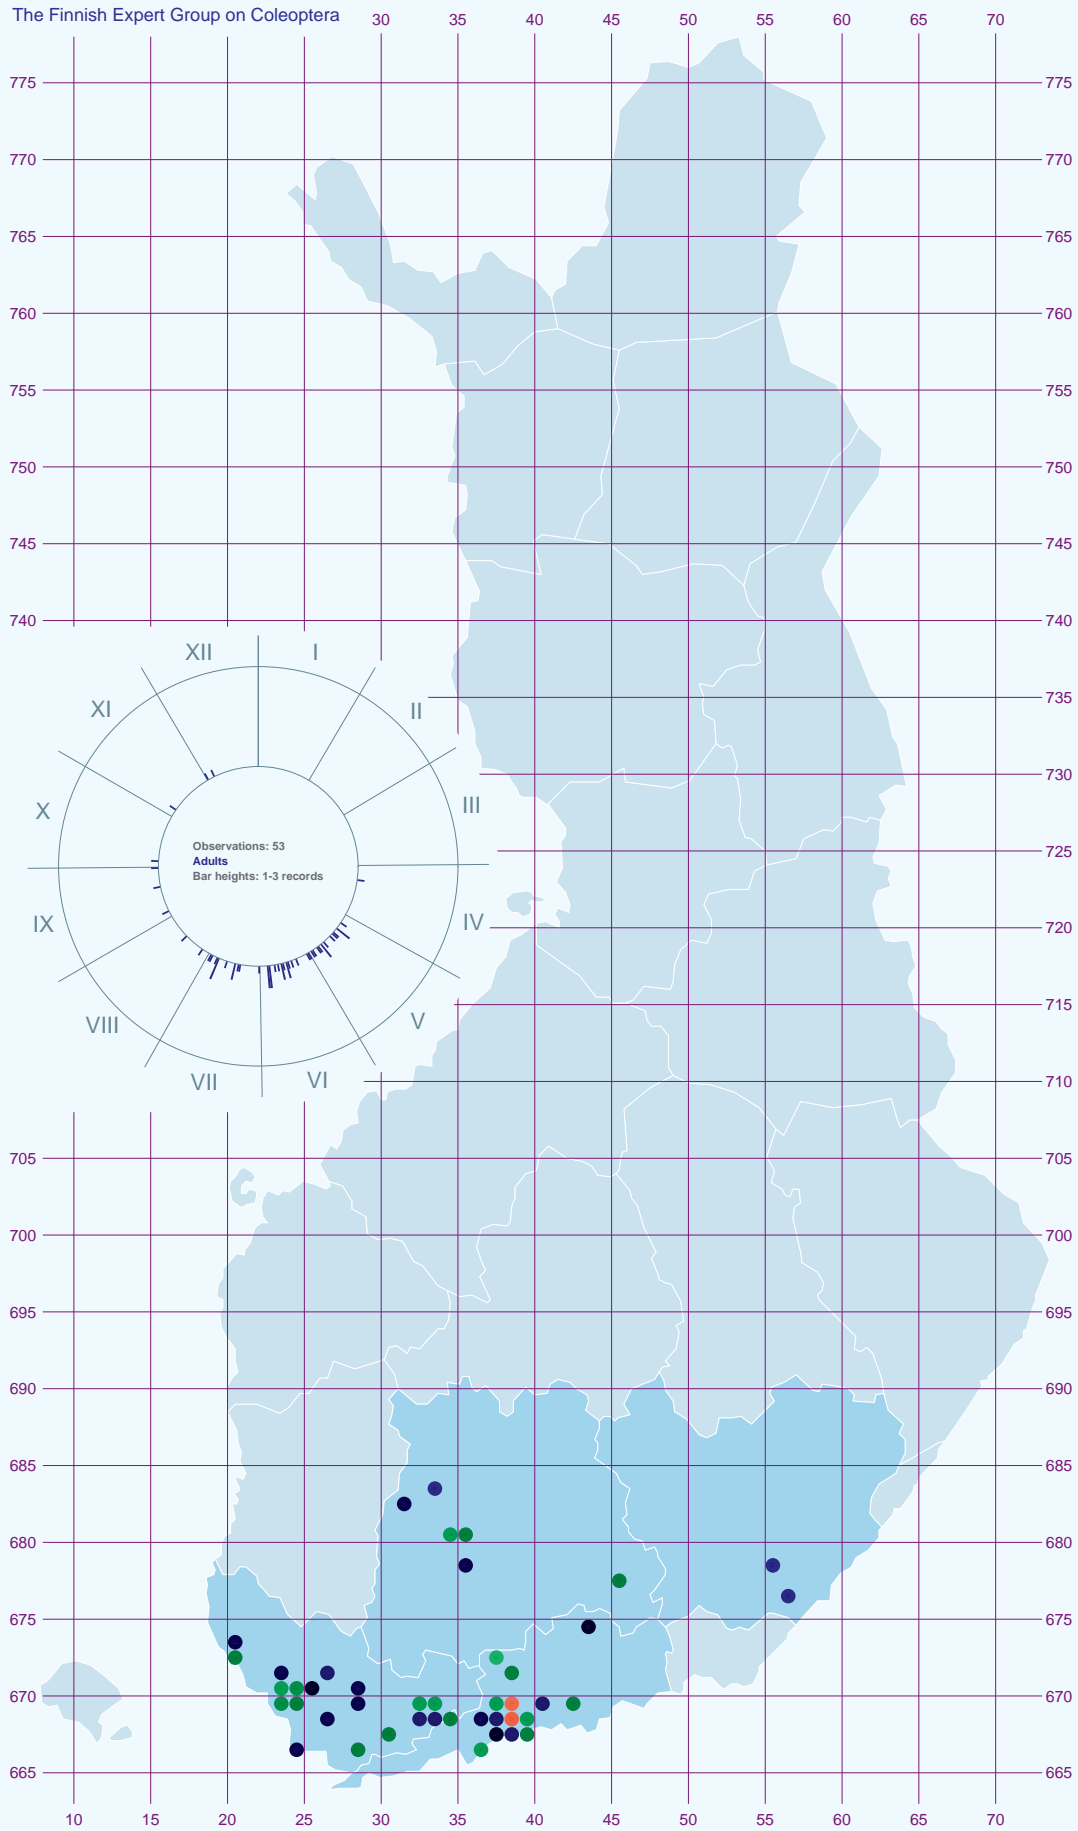 The Finnish Expert Group on Coleoptera
30 35 40 45 50 55 60 65 70
775 775
770 770
765 765
760 760
755 755
750 750
745 745
740 740
XII I
735
XI II
730
X III
725
Observations: 53
Adults
Bar heights: 1-3 records
IX IV
720
VIII V
715
VII VI
710
705 705
700 700
695 695
690 690
685 685
680 680
675 675
670 670
665 665
10 15 20 25 30 35 40 45 50 55 60 65 70